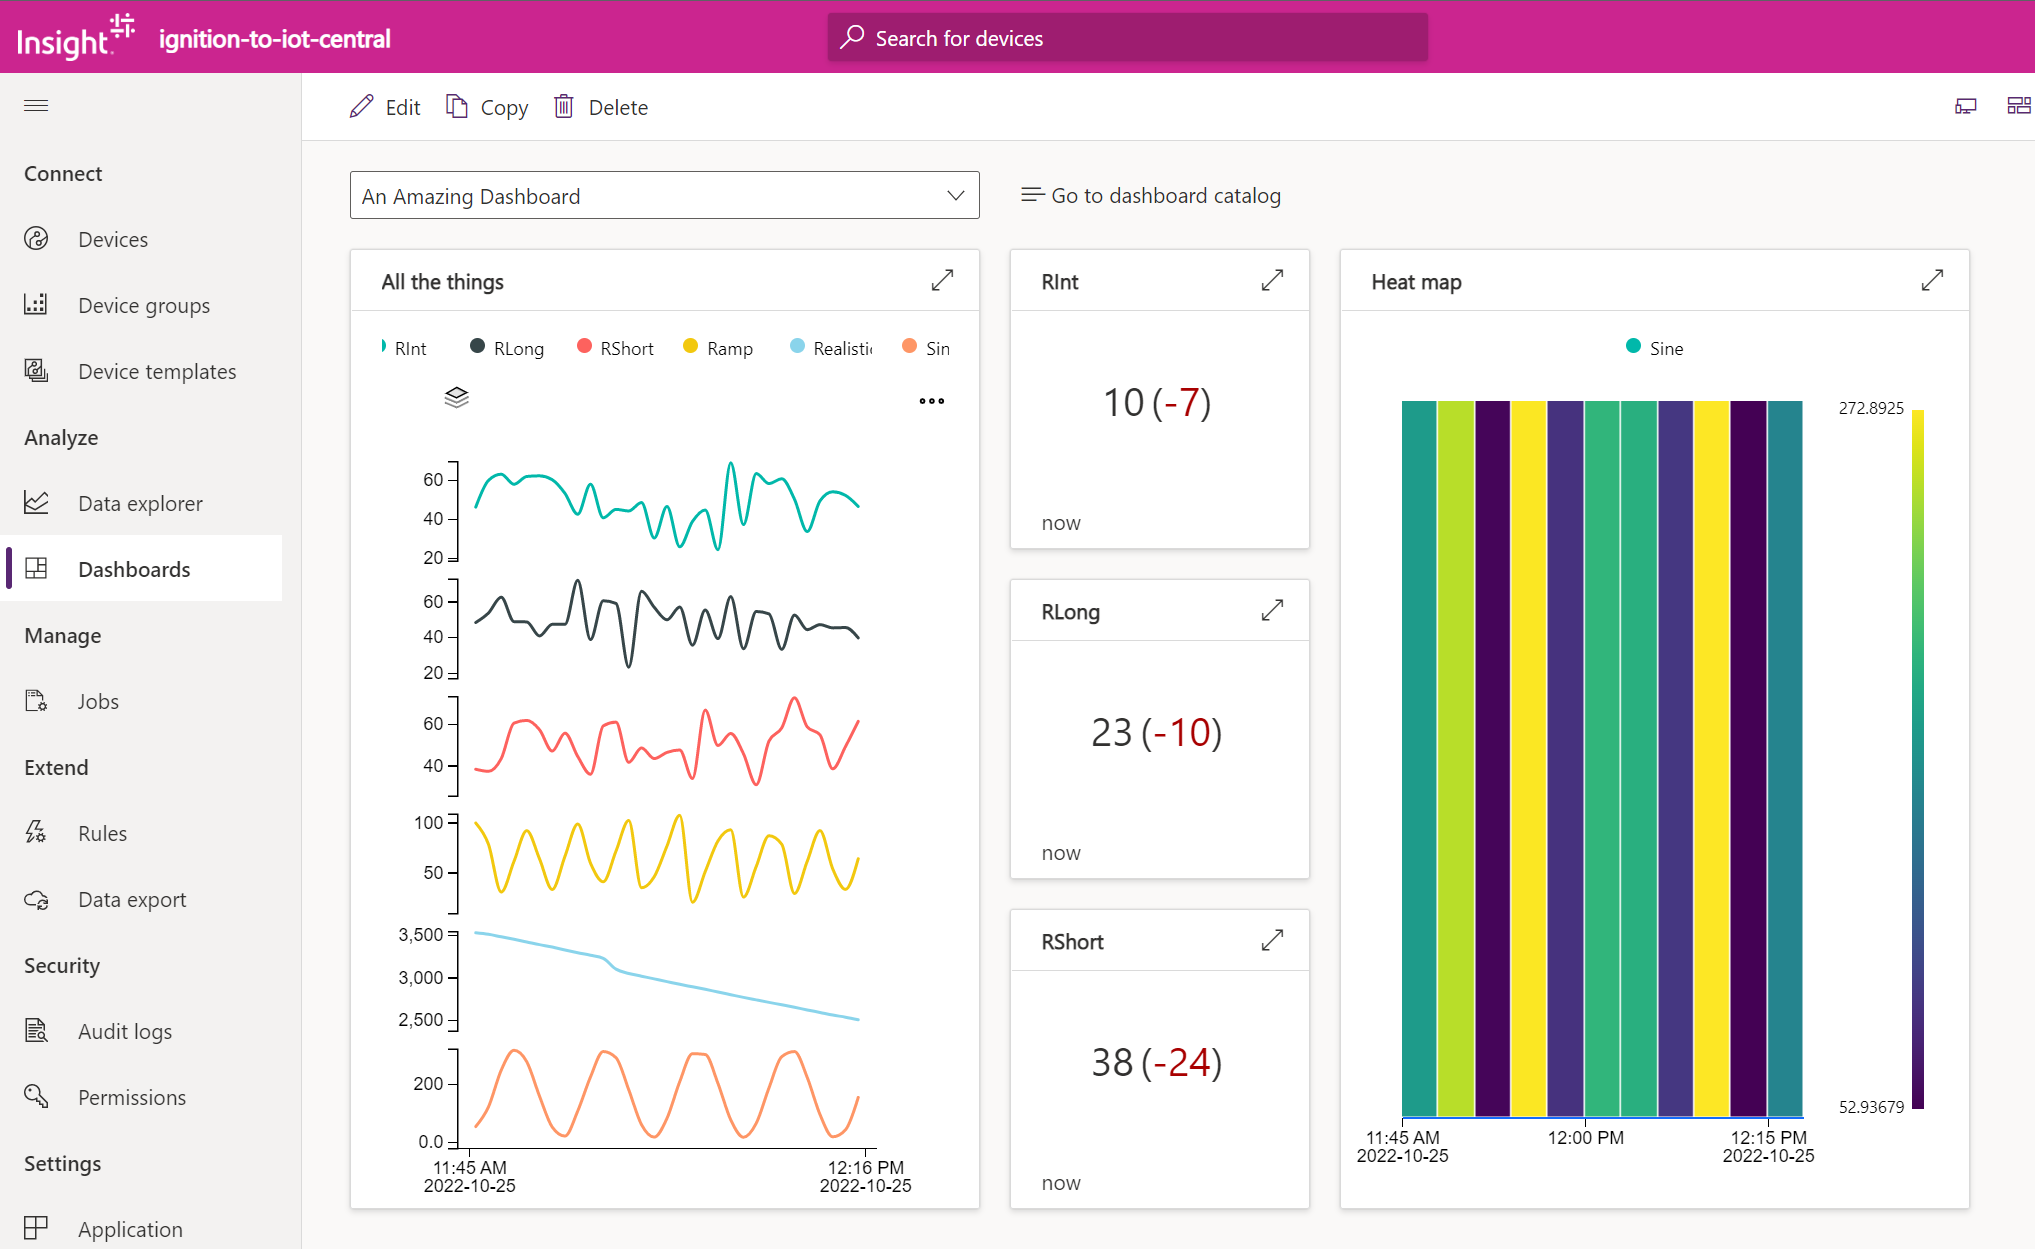 Insight
ignition-to-iot-central
Search for devices
Edit
Copy
Delete
Connect
Devices
Device groups
Device templates
Analyze
Data explorer
Dashboards
Manage
Jobs
Extend
Rules
Data export
Security
Audit logs
Permissions
Settings
Application
An Amazing Dashboard
Go to dashboard catalog
All the things
RInt RLong RShort Ramp Realistic Sin
60
40
20
60
40
20
60
40
100
50
3,500
3,000
2,500
200
0.0
11:45 AM 12:16 PM
2022-10-25 2022-10-25
RInt
10 (-7)
now
RLong
23 (-10)
now
RShort
38 (-24)
now
Heat map
Sine
272.8925
52.93679
11:45 AM 12:00 PM 12:15 PM
2022-10-25 2022-10-25